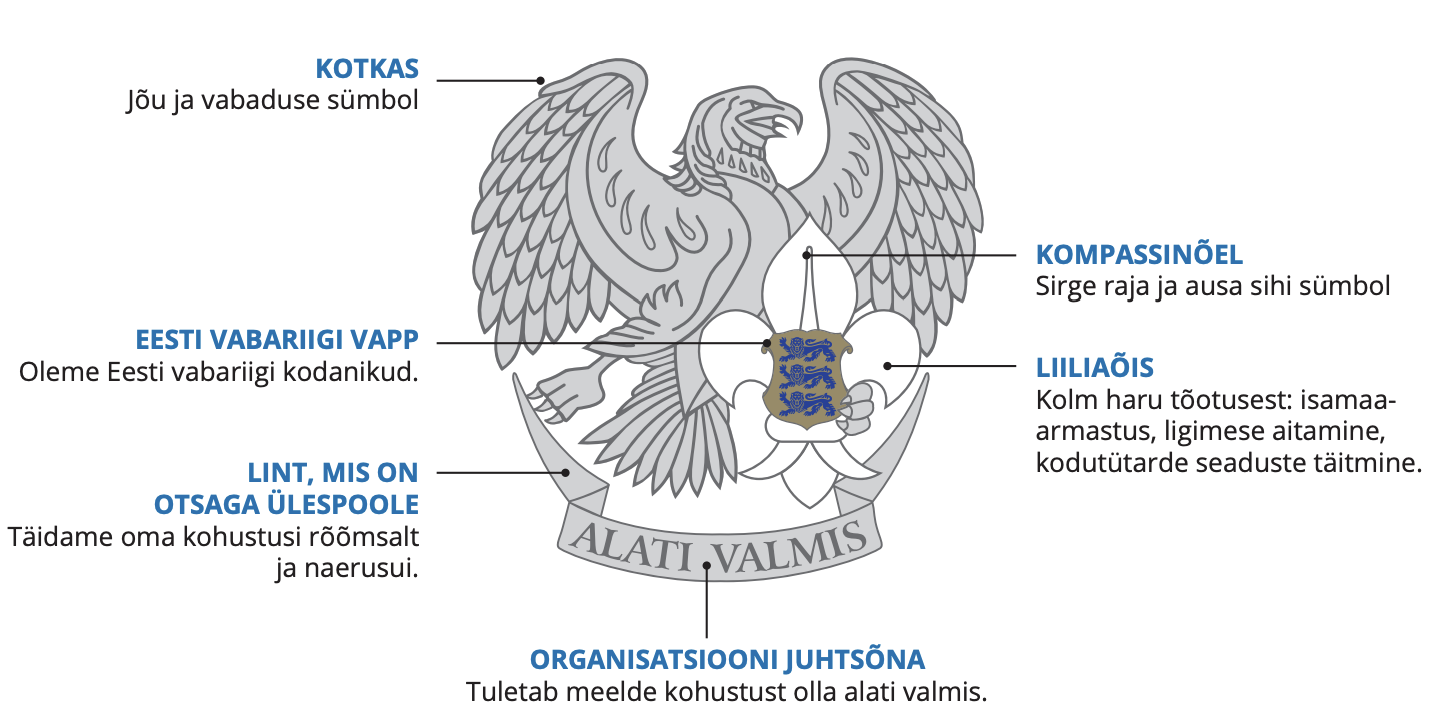 KOTKAS
Jõu ja vabaduse sümbol
KOMPASSINÕEL
Sirge raja ja ausa sihi sümbol
EESTI VABARIIGI VAPP
Oleme Eesti vabariigi kodanikud.
LIILIAÕIS
Kolm haru tõotusest: isamaa-
armastus, ligimese aitamine,
kodutütarde seaduste täitmine.
LINT, MIS ON
OTSAGA ÜLESPOOLE
Täidame oma kohustusi rõõmsalt
ja naerusui.
ALATI VALMIS
ORGANISATSIOONI JUHTSÕNA
Tuletab meelde kohustust olla alati valmis.